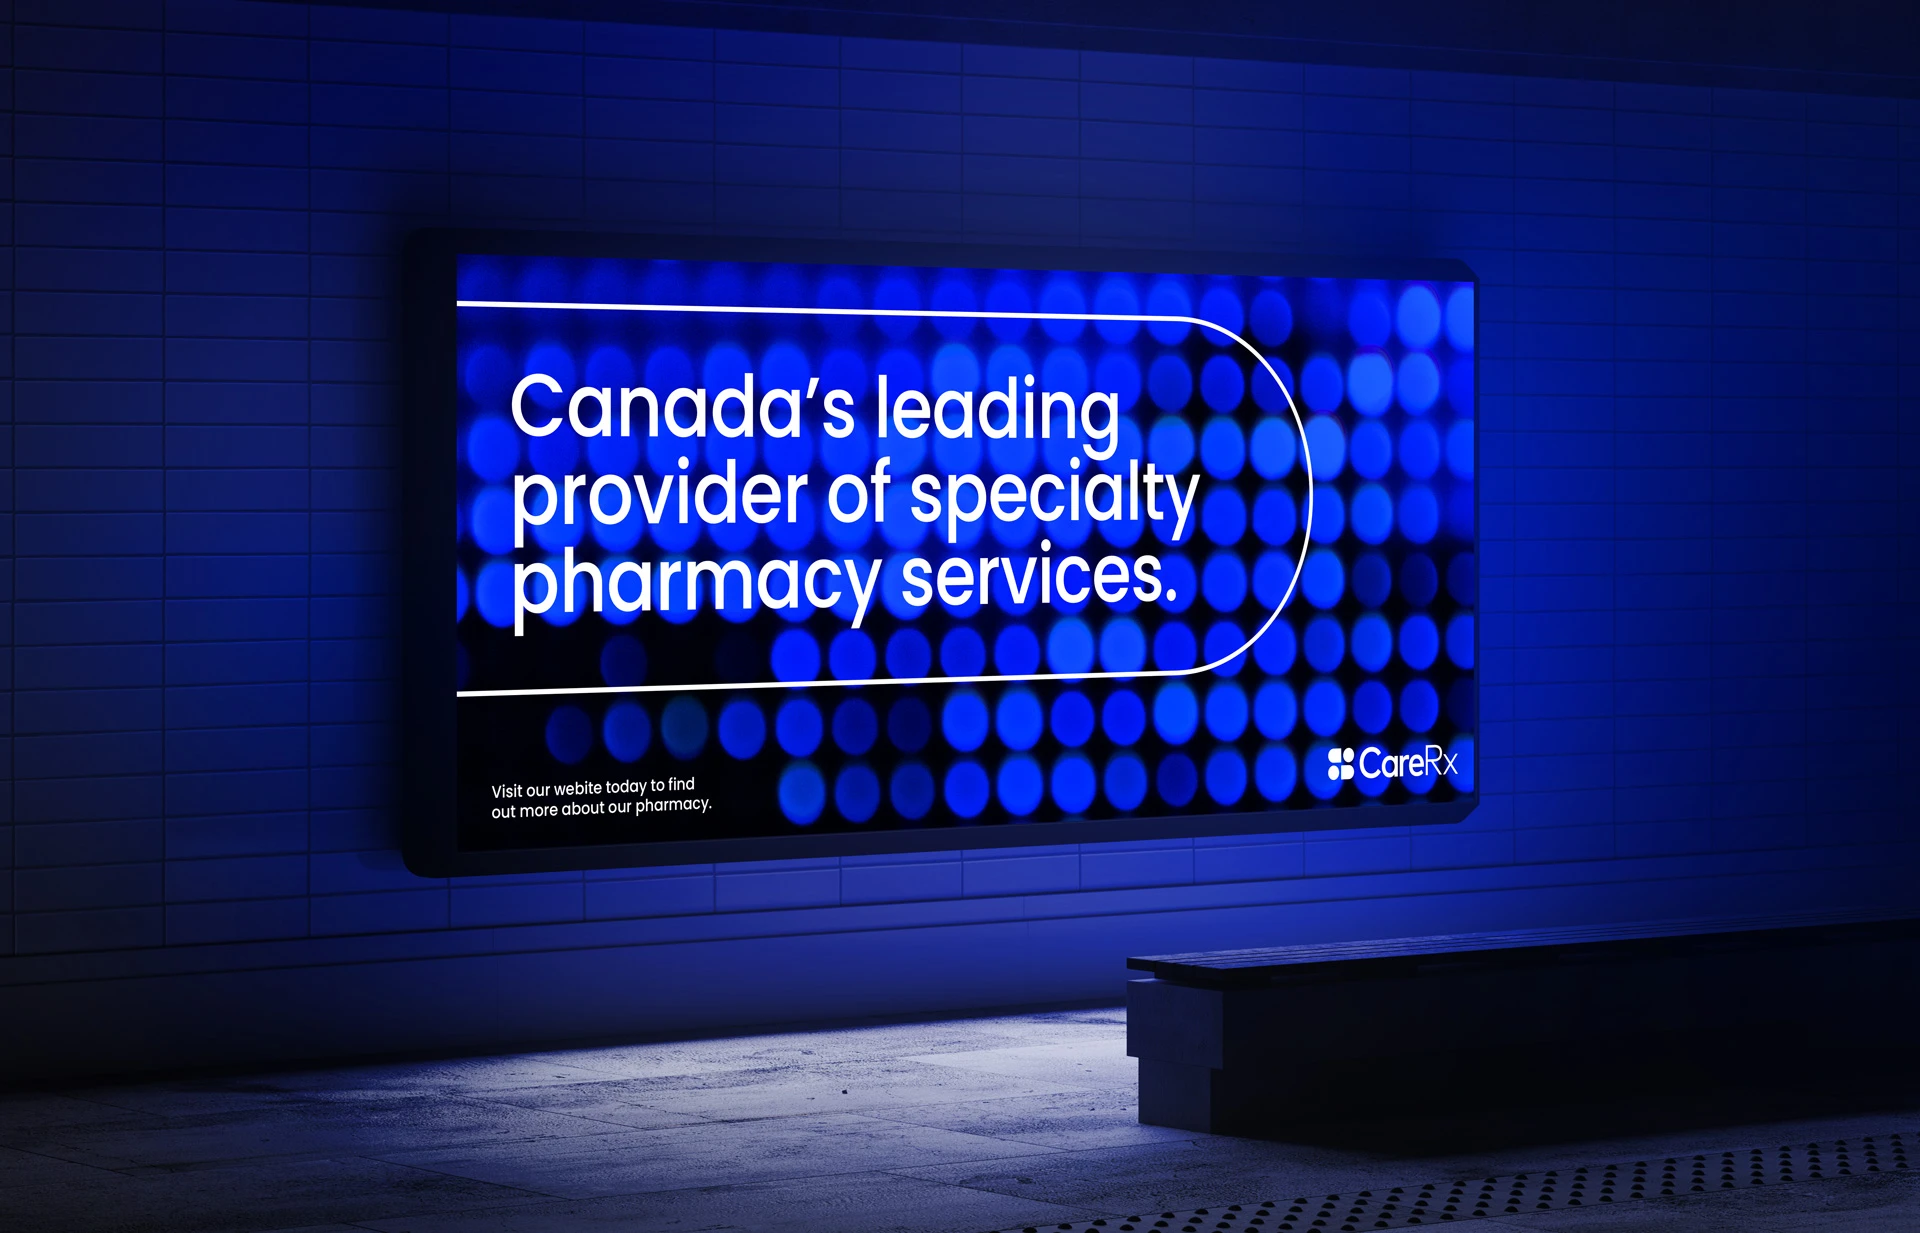 Canada’s leading
provider of specialty
pharmacy services.
Visit our webite today to find
out more about our pharmacy.
CareRx